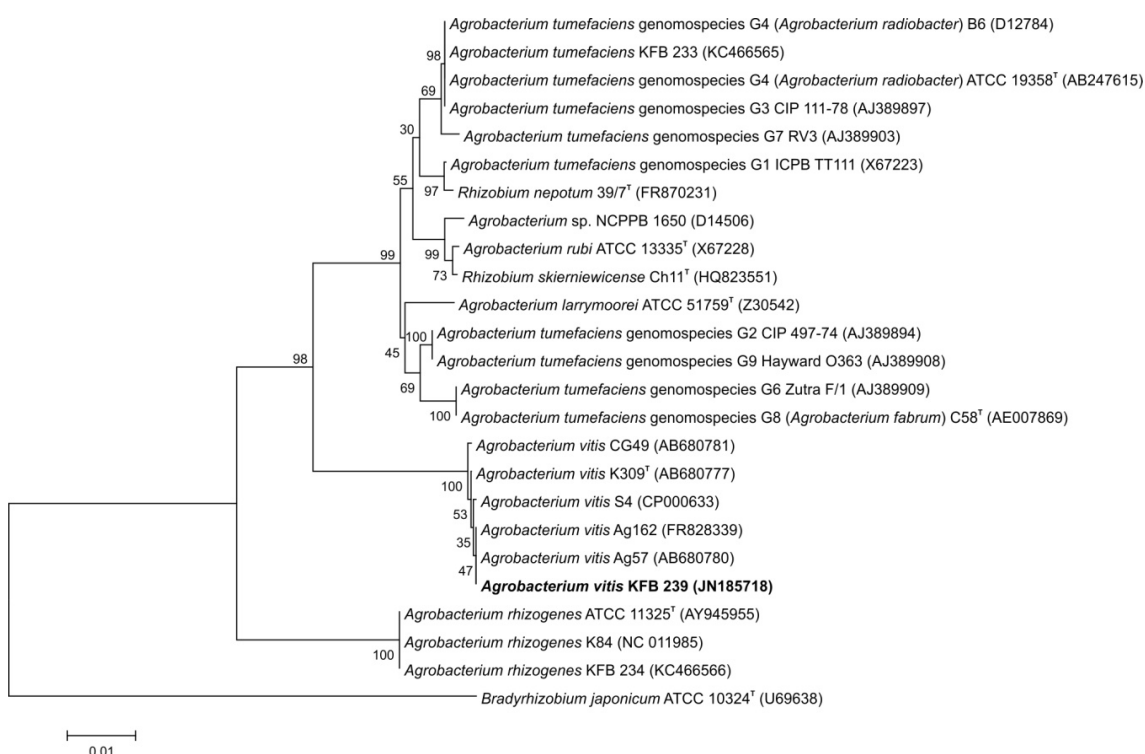 Agrobacterium tumefaciens genomospecies G4 (Agrobacterium radiobacter) B6 (D12784)
98
Agrobacterium tumefaciens KFB 233 (KC466565)
Agrobacterium tumefaciens genomospecies G4 (Agrobacterium radiobacter) ATCC 19358ᵀ (AB247615)
69
Agrobacterium tumefaciens genomospecies G3 CIP 111-78 (AJ389897)
30
Agrobacterium tumefaciens genomospecies G7 RV3 (AJ389903)
Agrobacterium tumefaciens genomospecies G1 ICPB TT111 (X67223)
55
97
Rhizobium nepotum 39/7ᵀ (FR870231)
Agrobacterium sp. NCPPB 1650 (D14506)
99
99
Agrobacterium rubi ATCC 13335ᵀ (X67228)
73
Rhizobium skierniewicense Ch11ᵀ (HQ823551)
Agrobacterium larrymoorei ATCC 51759ᵀ (Z30542)
100
Agrobacterium tumefaciens genomospecies G2 CIP 497-74 (AJ389894)
98
45
Agrobacterium tumefaciens genomospecies G9 Hayward O363 (AJ389908)
69
Agrobacterium tumefaciens genomospecies G6 Zutra F/1 (AJ389909)
100
Agrobacterium tumefaciens genomospecies G8 (Agrobacterium fabrum) C58ᵀ (AE007869)
Agrobacterium vitis CG49 (AB680781)
100
Agrobacterium vitis K309ᵀ (AB680777)
53
Agrobacterium vitis S4 (CP000633)
35
Agrobacterium vitis Ag162 (FR828339)
47
Agrobacterium vitis Ag57 (AB680780)
Agrobacterium vitis KFB 239 (JN185718)
Agrobacterium rhizogenes ATCC 11325ᵀ (AY945955)
Agrobacterium rhizogenes K84 (NC 011985)
100
Agrobacterium rhizogenes KFB 234 (KC466566)
Bradyrhizobium japonicum ATCC 10324ᵀ (U69638)
0.01